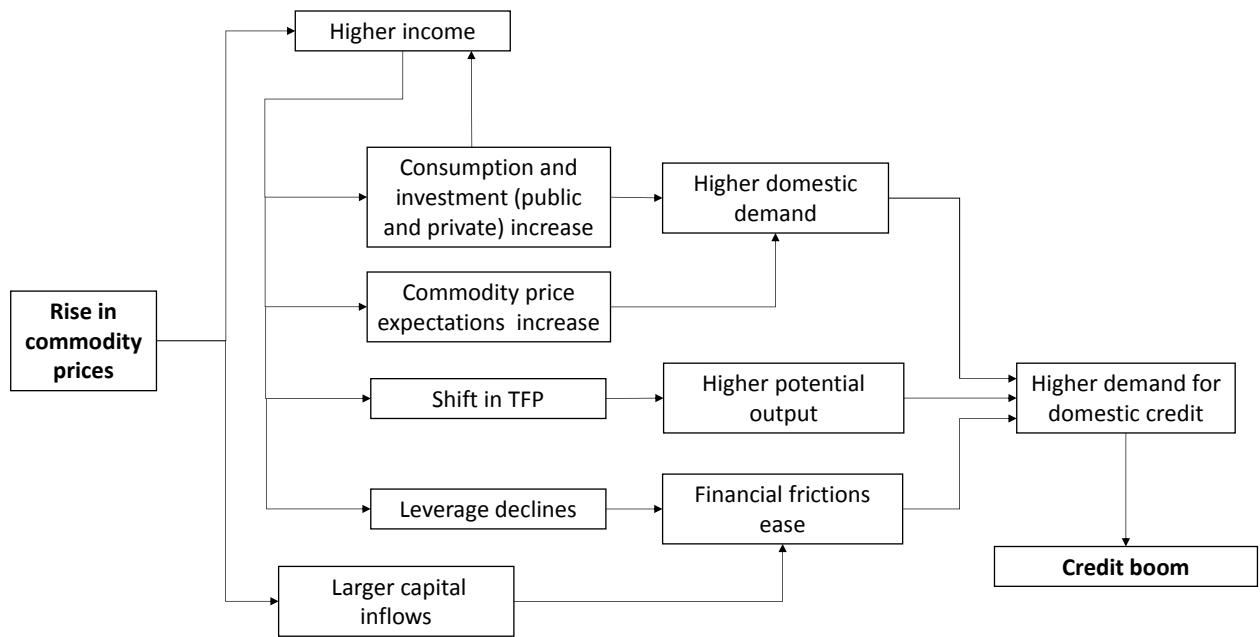 Higher income
Consumption and
investment (public
and private) increase
Higher domestic
demand
Rise in
commodity
prices
Commodity price
expectations  increase
Shift in TFP
Higher potential
output
Higher demand for
domestic credit
Leverage declines
Financial frictions
ease
Credit boom
Larger capital
inflows